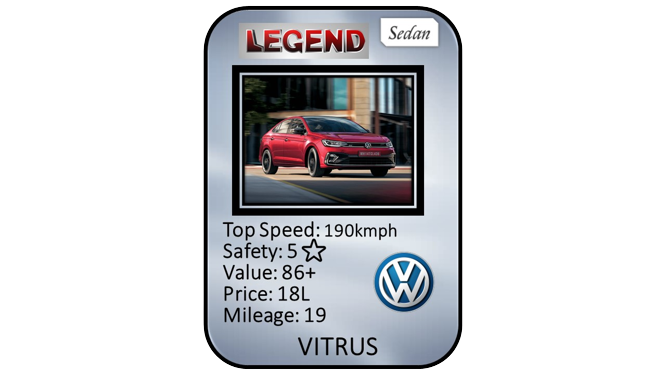 LEGEND
Sedan
Top Speed: 190kmph
Safety: 5
Value: 86+
Price: 18L
Mileage: 19
VITRUS